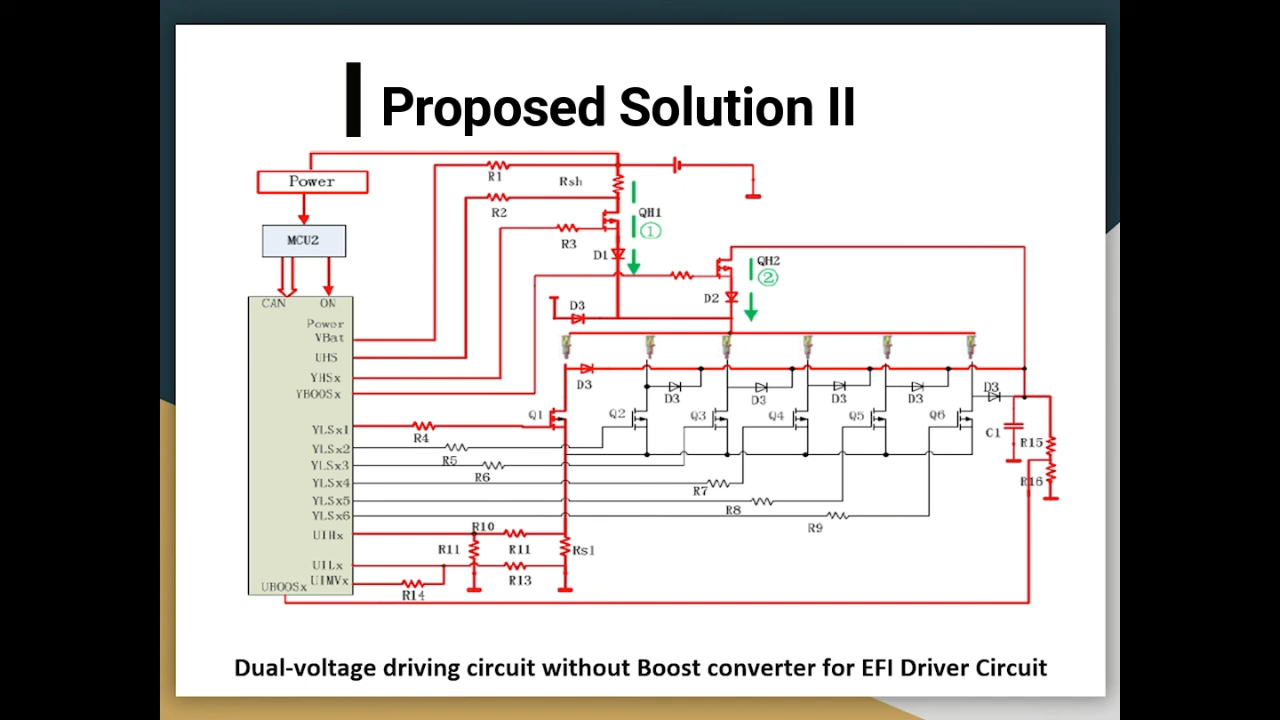 Proposed Solution II
Power
R1
Rsh
R2
QH1
MCU2
R3
①
D1
QH2
②
CAN
ON
D2
D3
Power
VBat
UHS
YHSx
D3
D3
D3
D3
D3
D3
YBOOSx
Q1
Q2
Q3
Q4
Q5
Q6
YLSx1
R4
C1
R15
YLSx2
R5
YLSx3
R6
YLSx4
R7
R16
YLSx5
R8
YLSx6
R9
UIHx
R10
R11
R11
Rs1
UILx
R13
UIMVx
UBOOSx
R14
Dual-voltage driving circuit without Boost converter for EFI Driver Circuit